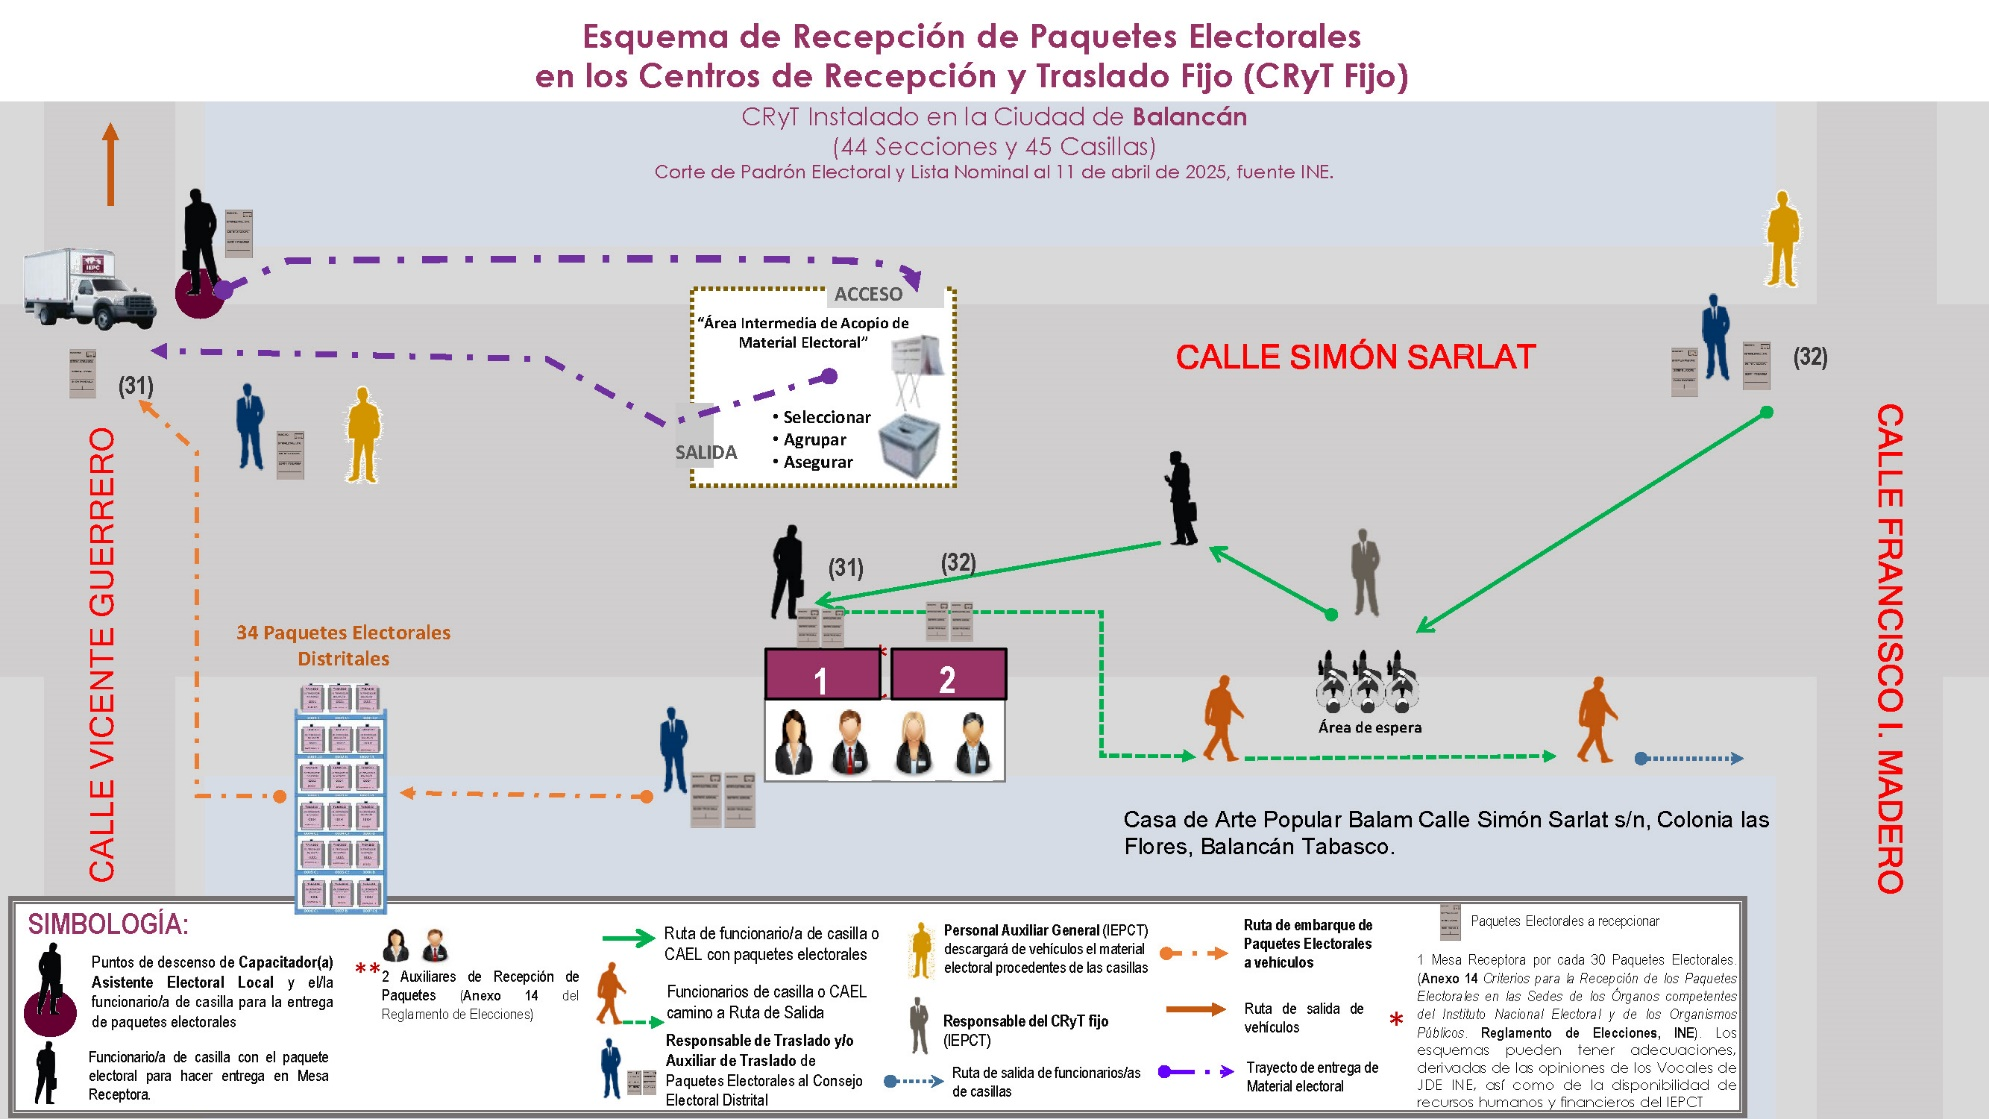 Esquema de Recepción de Paquetes Electorales
en los Centros de Recepción y Traslado Fijo (CRyT Fijo)
CRyT Instalado en la Ciudad de Balancán
(44 Secciones y 45 Casillas)
Corte de Padrón Electoral y Lista Nominal al 11 de abril de 2025, fuente INE.
IEPC
ACCESO
“Área Intermedia de Acopio de
Material Electoral”
• Seleccionar
• Agrupar
• Asegurar
SALIDA
CALLE SIMÓN SARLAT
(32)
(31)
CALLE VICENTE GUERRERO
CALLE FRANCISCO I. MADERO
(31)
(32)
34 Paquetes Electorales
Distritales
*
1
2
Área de espera
Casa de Arte Popular Balam Calle Simón Sarlat s/n, Colonia las
Flores, Balancán Tabasco.
SIMBOLOGÍA:
Puntos de descenso de Capacitador(a)
Asistente Electoral Local y el/la
funcionario/a de casilla para la entrega
de paquetes electorales
Funcionario/a de casilla con el paquete
electoral para hacer entrega en Mesa
Receptora.
**
2 Auxiliares de Recepción de
Paquetes (Anexo 14 del
Reglamento de Elecciones)
Ruta de funcionario/a de casilla o
CAEL con paquetes electorales
Funcionarios de casilla o CAEL
camino a Ruta de Salida
Responsable de Traslado y/o
Auxiliar de Traslado de
Paquetes Electorales al Consejo
Electoral Distrital
Personal Auxiliar General (IEPCT)
descargará de vehículos el material
electoral procedentes de las casillas
Responsable del CRyT fijo
(IEPCT)
Ruta de salida de funcionarios/as
de casillas
Ruta de embarque de
Paquetes Electorales
a vehículos
Ruta de salida de
vehículos
Trayecto de entrega de
Material electoral
Paquetes Electorales a recepcionar
*
1 Mesa Receptora por cada 30 Paquetes Electorales.
(Anexo 14 Criterios para la Recepción de los Paquetes
Electorales en las Sedes de los Órganos competentes
del Instituto Nacional Electoral y de los Organismos
Públicos. Reglamento de Elecciones, INE). Los
esquemas pueden tener adecuaciones,
derivadas de las opiniones de los Vocales de
JDE INE, así como de la disponibilidad de
recursos humanos y financieros del IEPCT